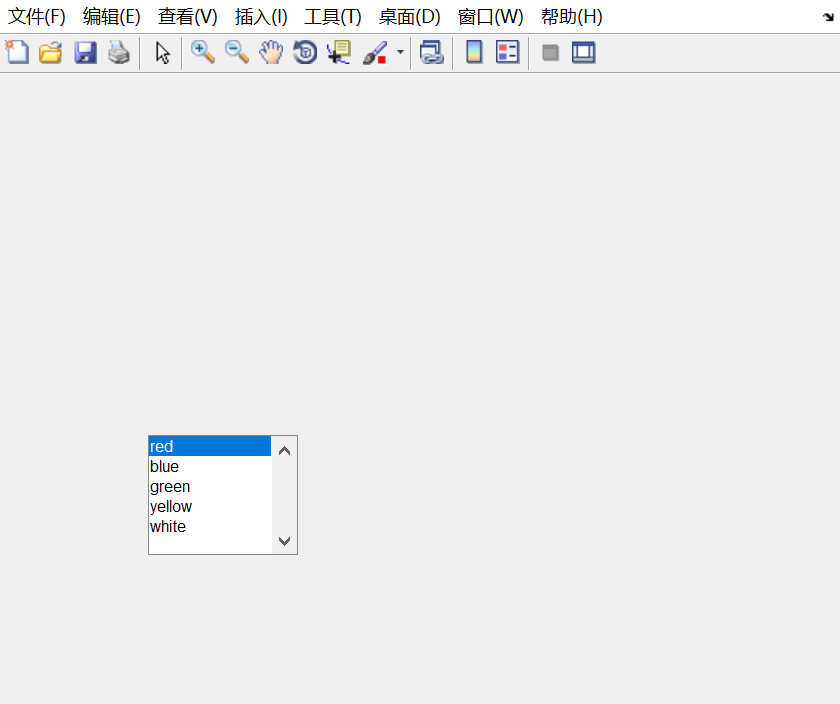 文件(F) 编辑(E) 查看(V) 插入(I) 工具(T) 桌面(D) 窗口(W) 帮助(H)
red
blue
green
yellow
white